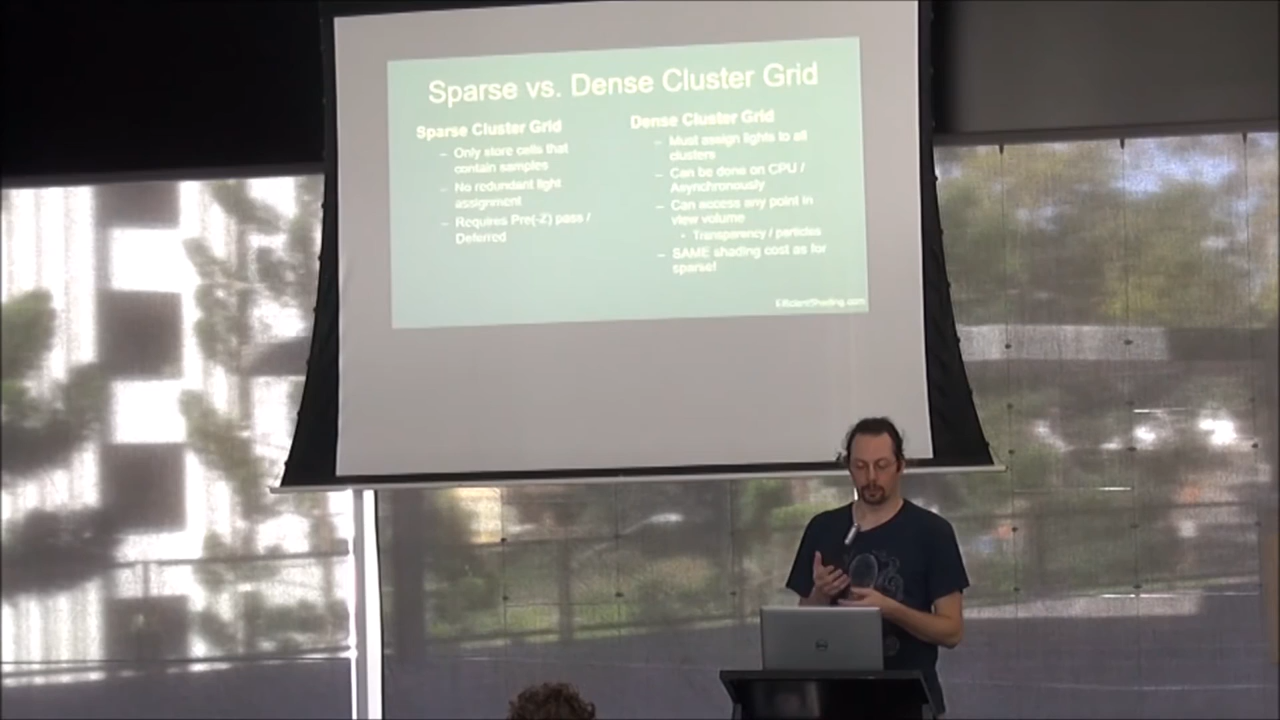 Sparse vs. Dense Cluster Grid
Sparse Cluster Grid
– Only store cells that
contain samples
– No redundant light
assignment
– Requires Pre(-Z) pass /
Deferred
Dense Cluster Grid
– Must assign lights to all
clusters
– Can be done on CPU /
Asynchronously
– Can access any point in
view volume
• Transparency / particles
– SAME shading cost as for
sparse!
EfficientShading.com
DELL